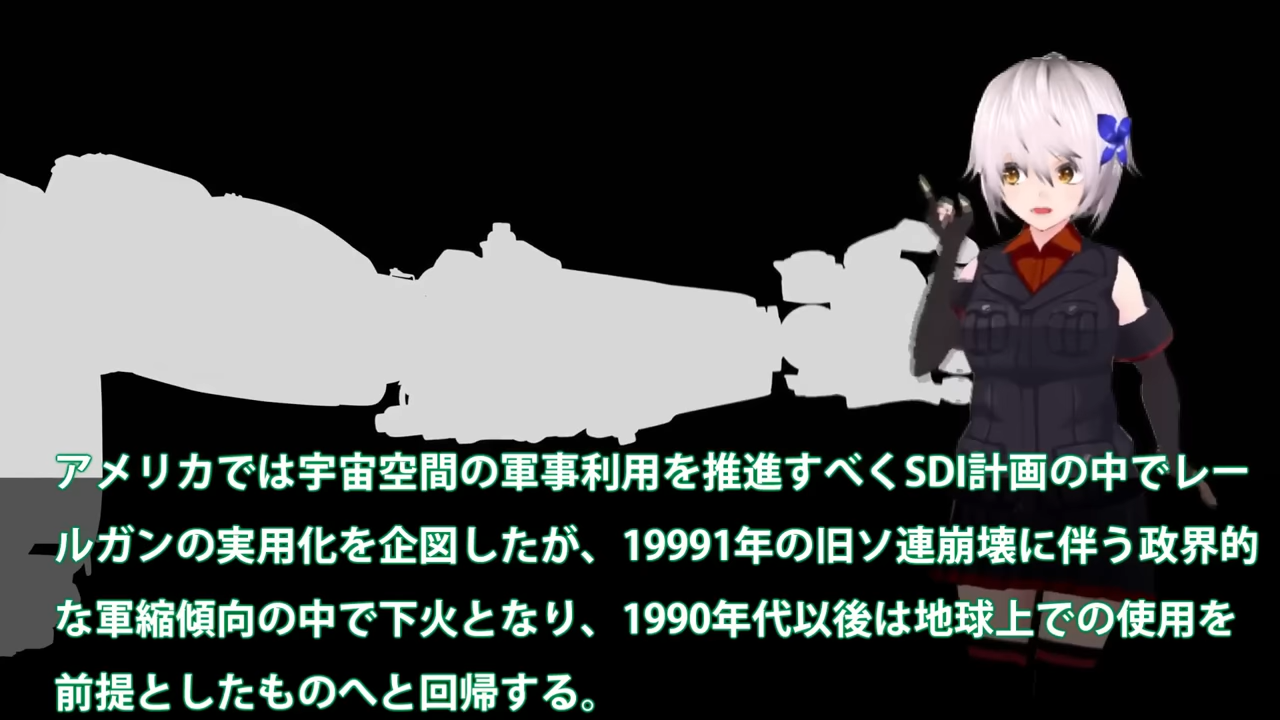 アメリカでは宇宙空間の軍事利用を推進すべくSDI計画の中でレー
ルガンの実用化を企図したが、19991年の旧ソ連崩壊に伴う政界的
な軍縮傾向の中で下火となり、1990年代以後は地球上での使用を
前提としたものへと回帰する。